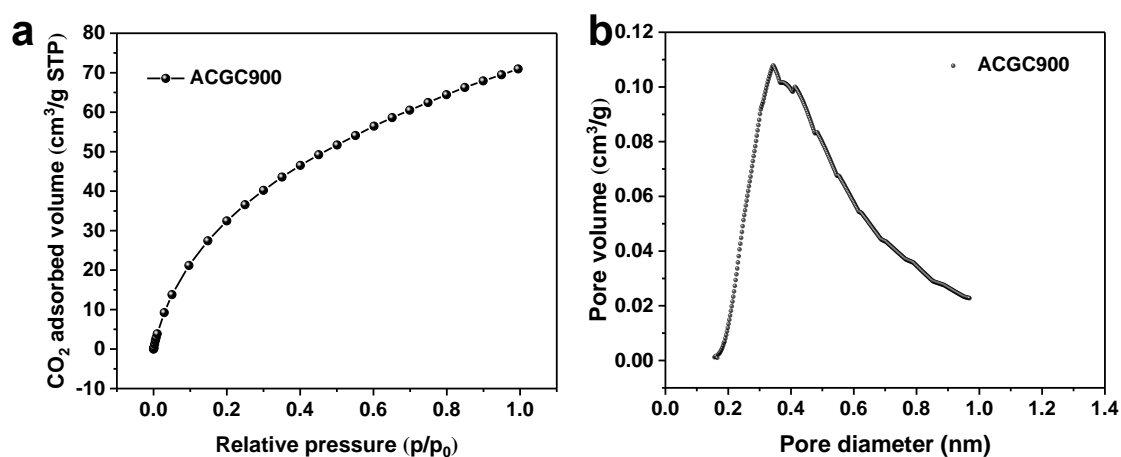 a
ACGC900
CO₂ adsorbed volume (cm³/g STP)
80
70
60
50
40
30
20
10
0
-10
0.0 0.2 0.4 0.6 0.8 1.0
Relative pressure (p/p₀)
b
ACGC900
Pore volume (cm³/g)
0.12
0.10
0.08
0.06
0.04
0.02
0.00
0.0 0.2 0.4 0.6 0.8 1.0 1.2 1.4
Pore diameter (nm)